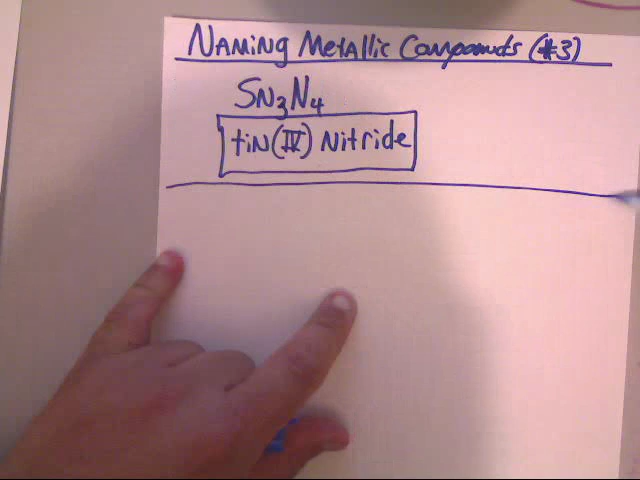 Naming Metallic Compounds (#3)
SN₃N₄
tiN(IV) Nitride